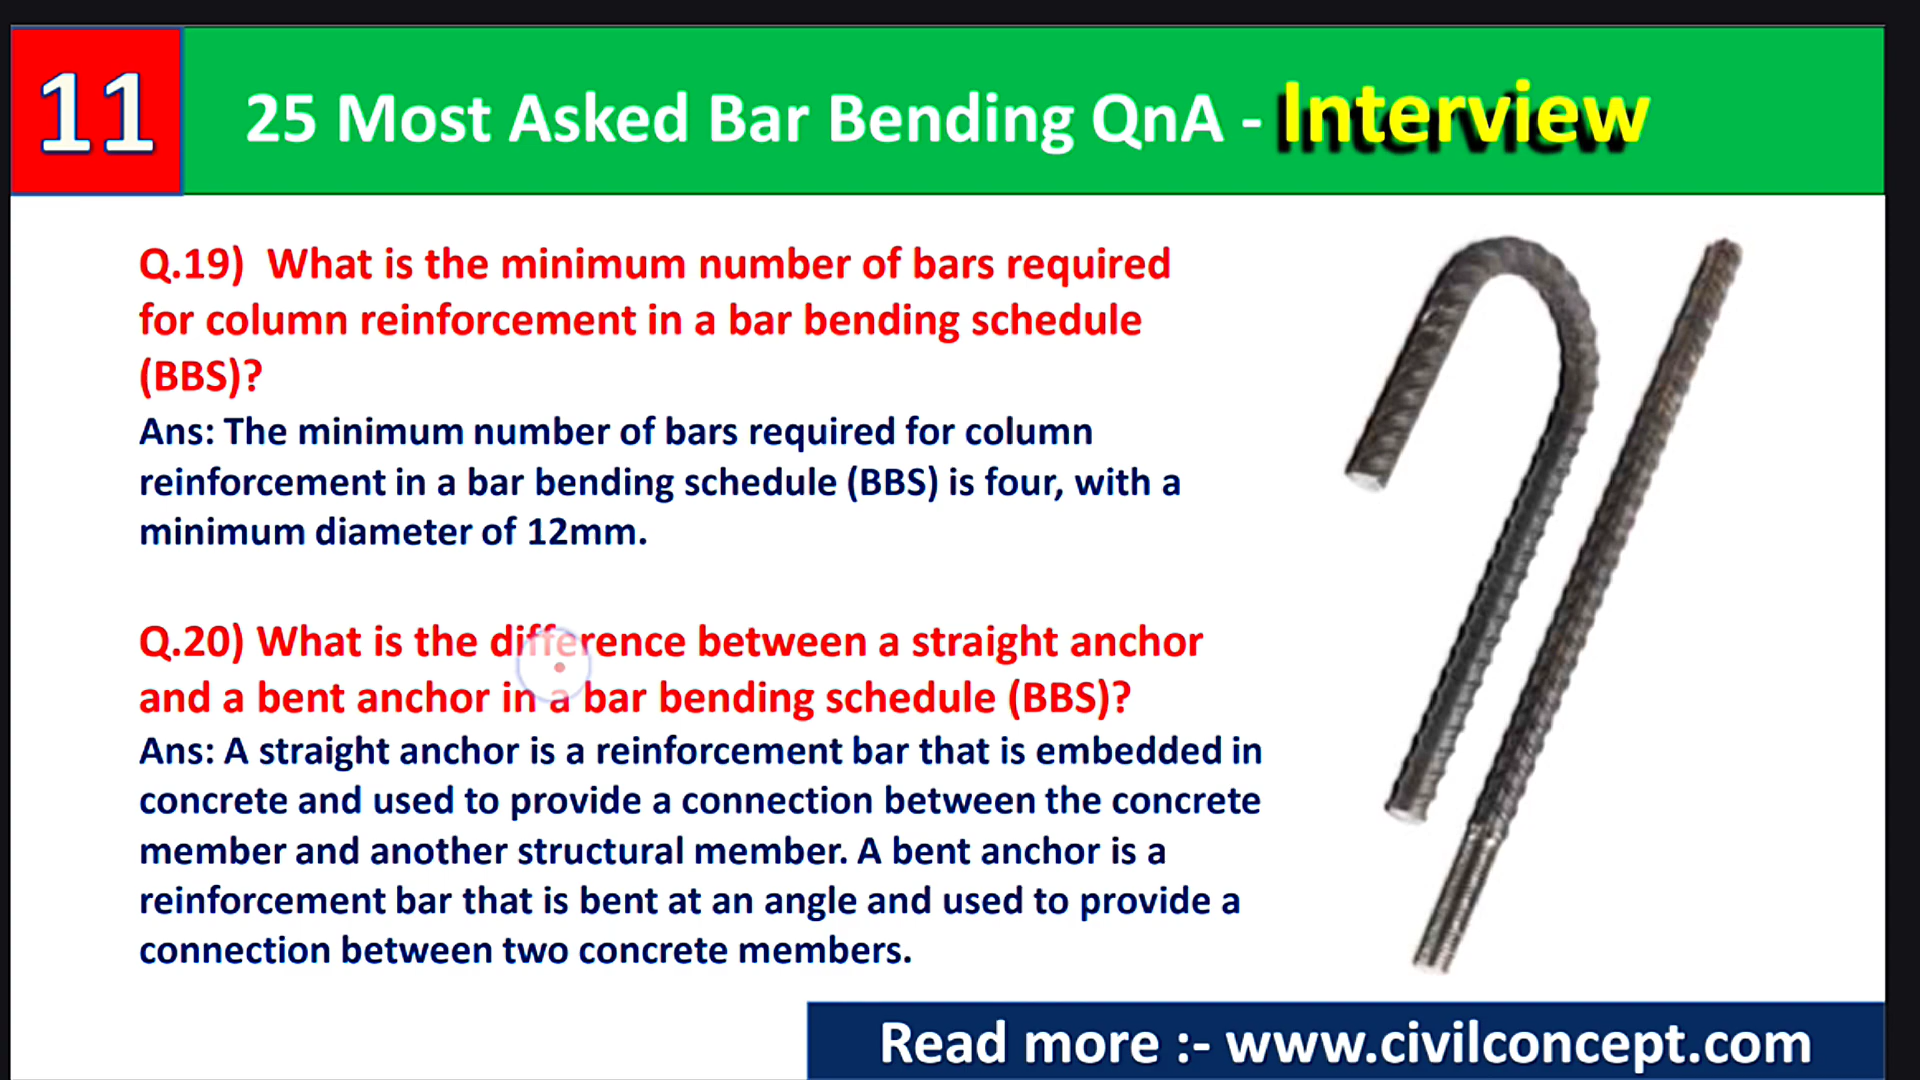 11
25 Most Asked Bar Bending QnA - Interview
Q.19) What is the minimum number of bars required
for column reinforcement in a bar bending schedule
(BBS)?
Ans: The minimum number of bars required for column
reinforcement in a bar bending schedule (BBS) is four, with a
minimum diameter of 12mm.
Q.20) What is the difference between a straight anchor
and a bent anchor in a bar bending schedule (BBS)?
Ans: A straight anchor is a reinforcement bar that is embedded in
concrete and used to provide a connection between the concrete
member and another structural member. A bent anchor is a
reinforcement bar that is bent at an angle and used to provide a
connection between two concrete members.
Read more :- www.civilconcept.com